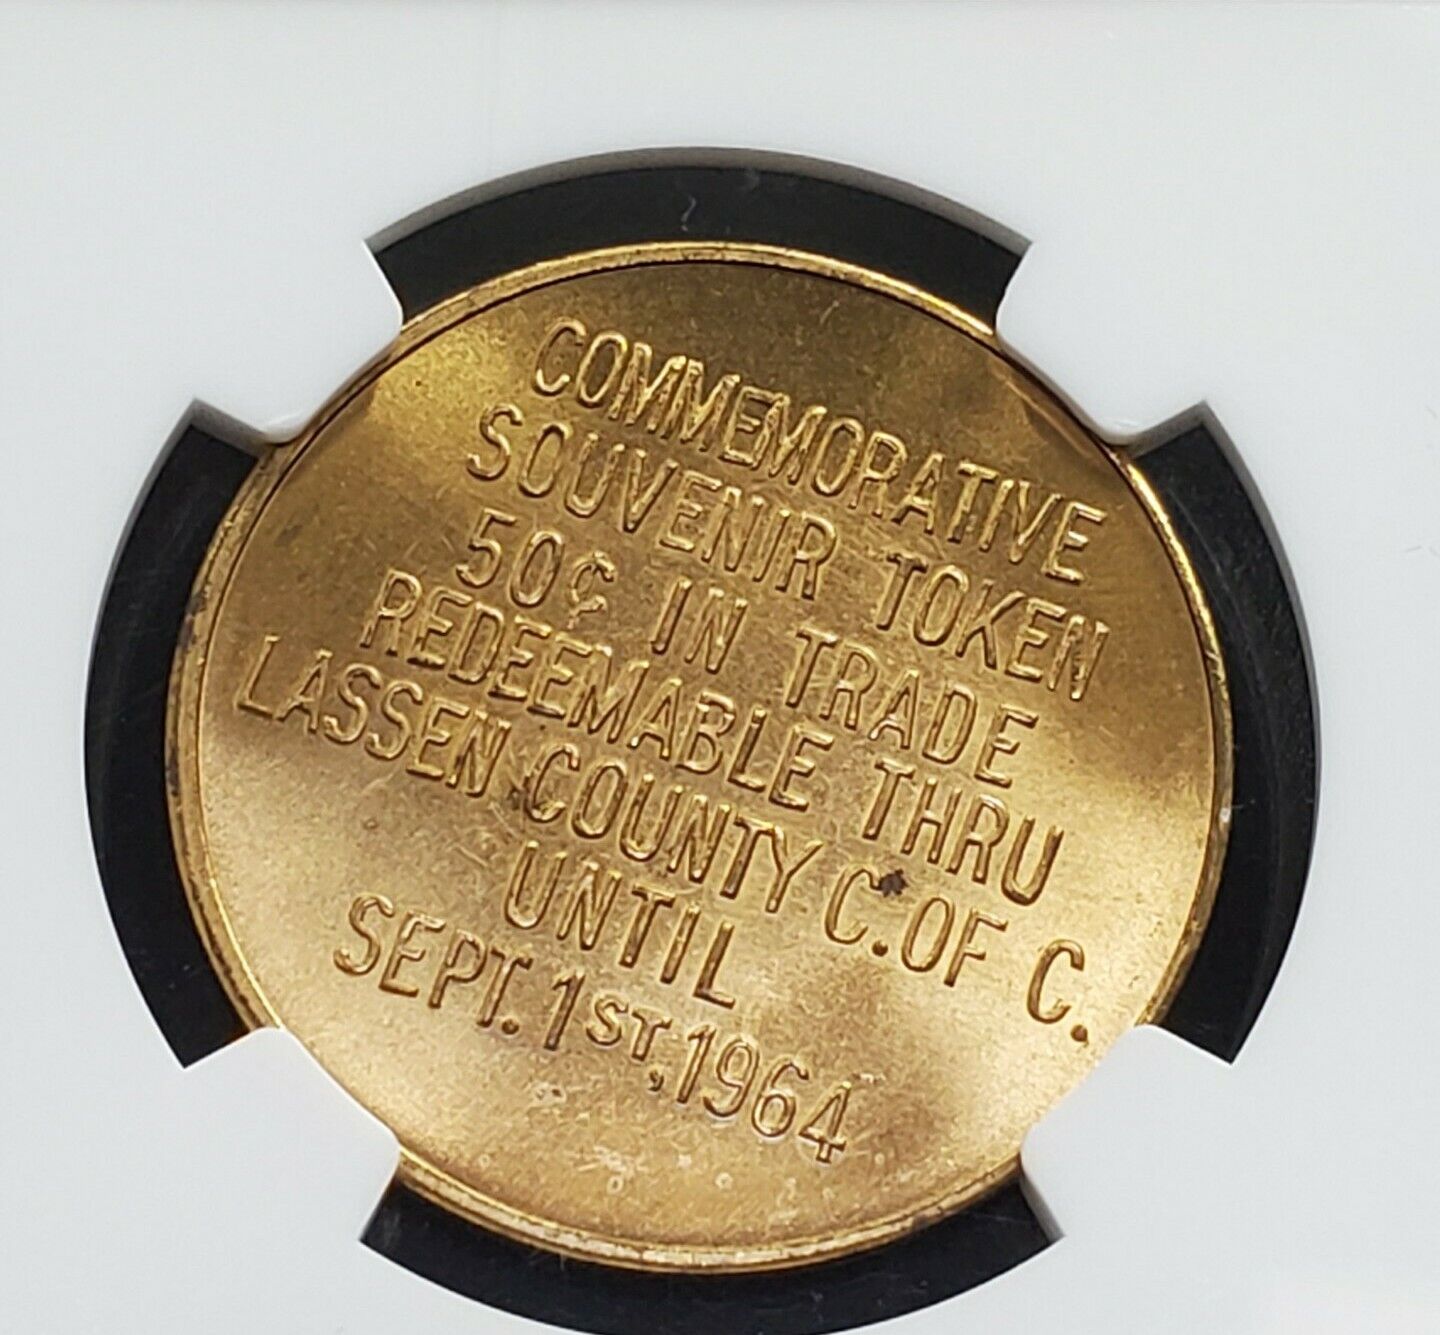 COMMEMORATIVE
SOUVENIR TOKEN
50¢ IN TRADE
REDEEMABLE THRU
LASSEN COUNTY C. OF C.
UNTIL
SEPT. 1ST, 1964